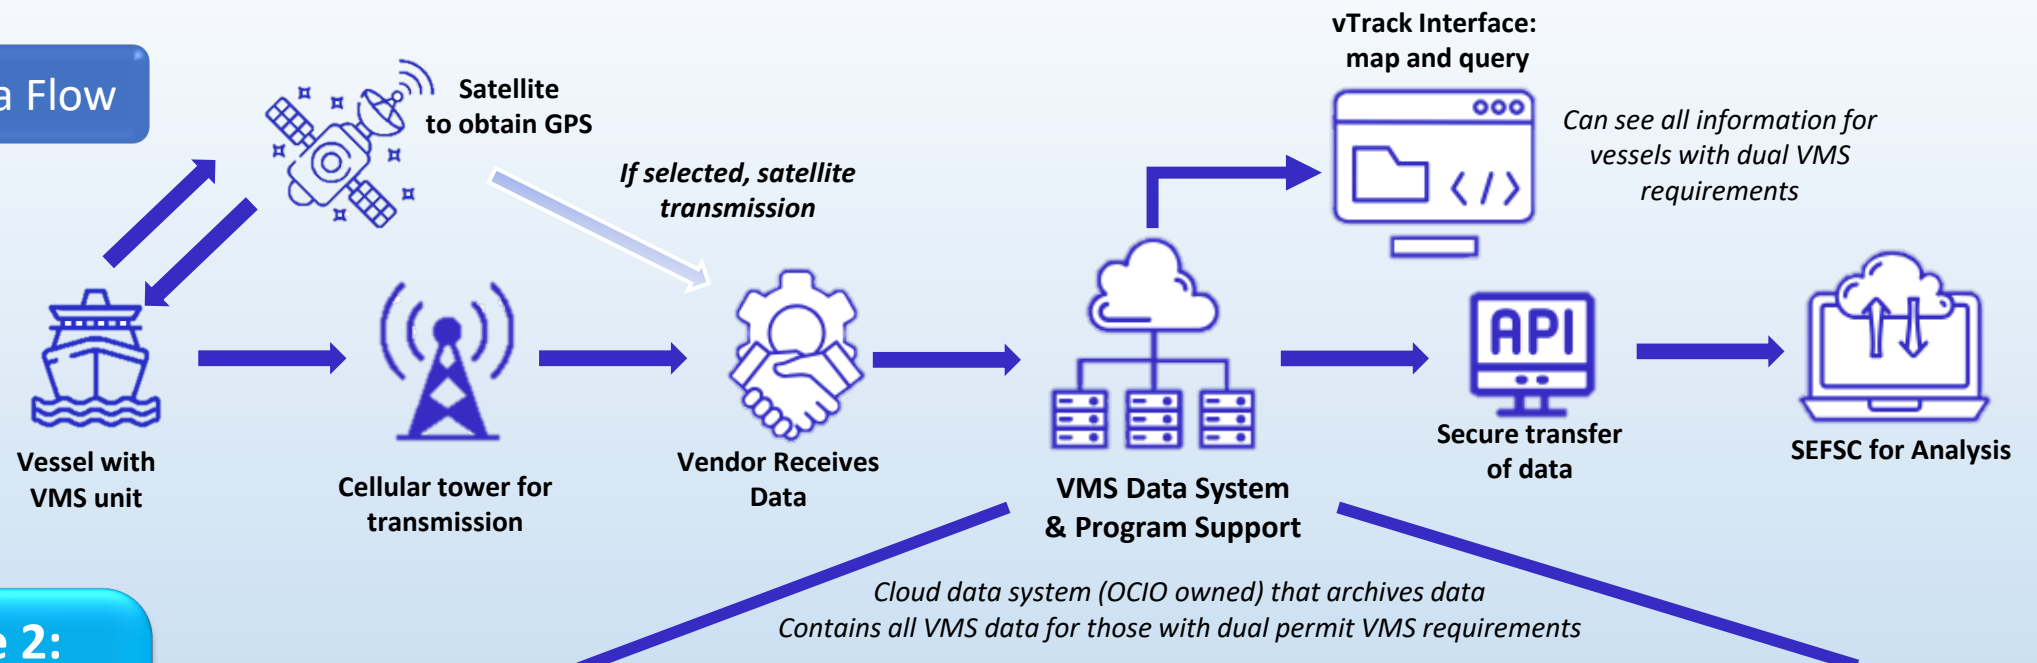 vTrack Interface:
map and query
a Flow
Satellite
to obtain GPS
If selected, satellite
transmission
Can see all information for
vessels with dual VMS
requirements
</>
API
Vessel with
VMS unit
Cellular tower for
transmission
Vendor Receives
Data
VMS Data System
& Program Support
Secure transfer
of data
SEFSC for Analysis
Cloud data system (OCIO owned) that archives data
Contains all VMS data for those with dual permit VMS requirements
e 2: